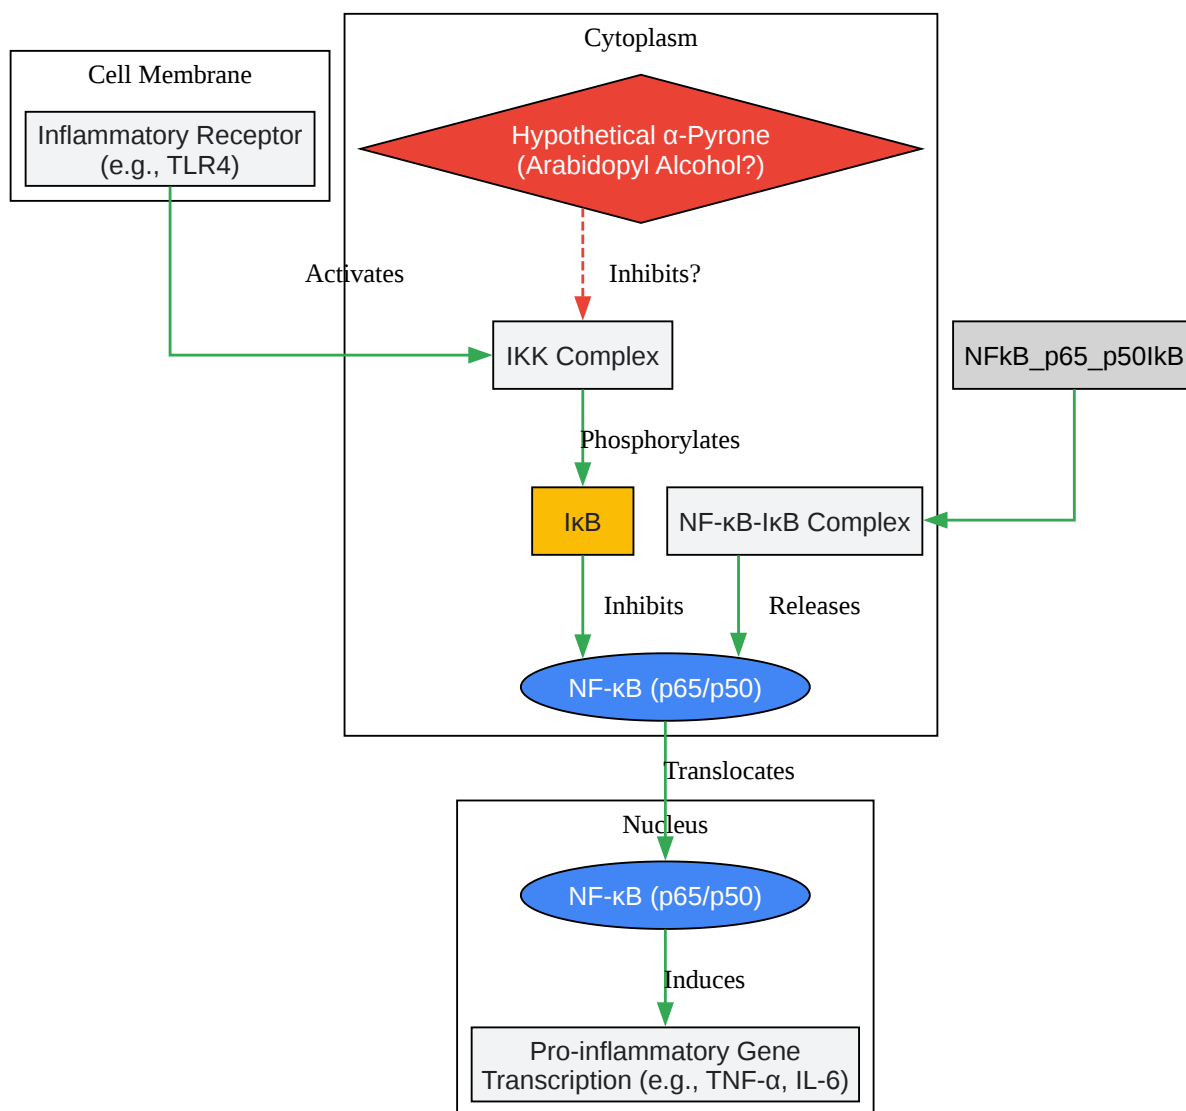 Cytoplasm
Cell Membrane
Inflammatory Receptor
(e.g., TLR4)
Hypothetical α-Pyrone
(Arabidopyl Alcohol?)
Activates
Inhibits?
IKK Complex
NFkB_p65_p50IkB
Phosphorylates
IκB
NF-κB-IκB Complex
Inhibits
Releases
NF-κB (p65/p50)
Translocates
Nucleus
NF-κB (p65/p50)
Induces
Pro-inflammatory Gene
Transcription (e.g., TNF-α, IL-6)